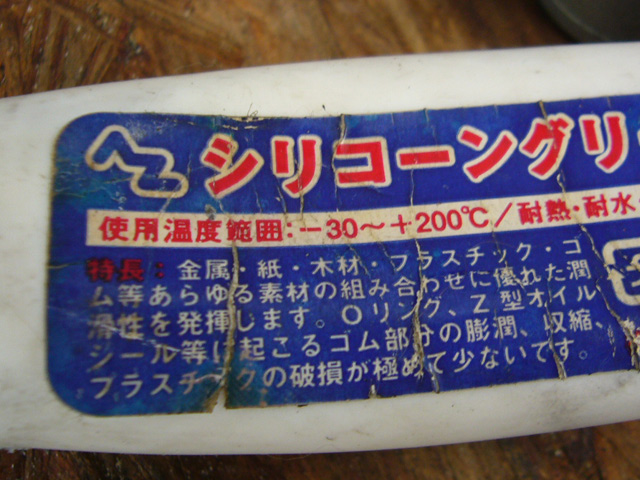 シリコーングリ
使用温度範囲:－30～＋200℃／耐熱・耐水
特長：金属・紙・木材・プラスチック・ゴ
ム等あらゆる素材の組み合わせに優れた潤
滑性を発揮します。Oリング、Z型オイル
シール等に起こるゴム部分の膨潤、収縮、
プラスチックの破損が極めて少ないです。